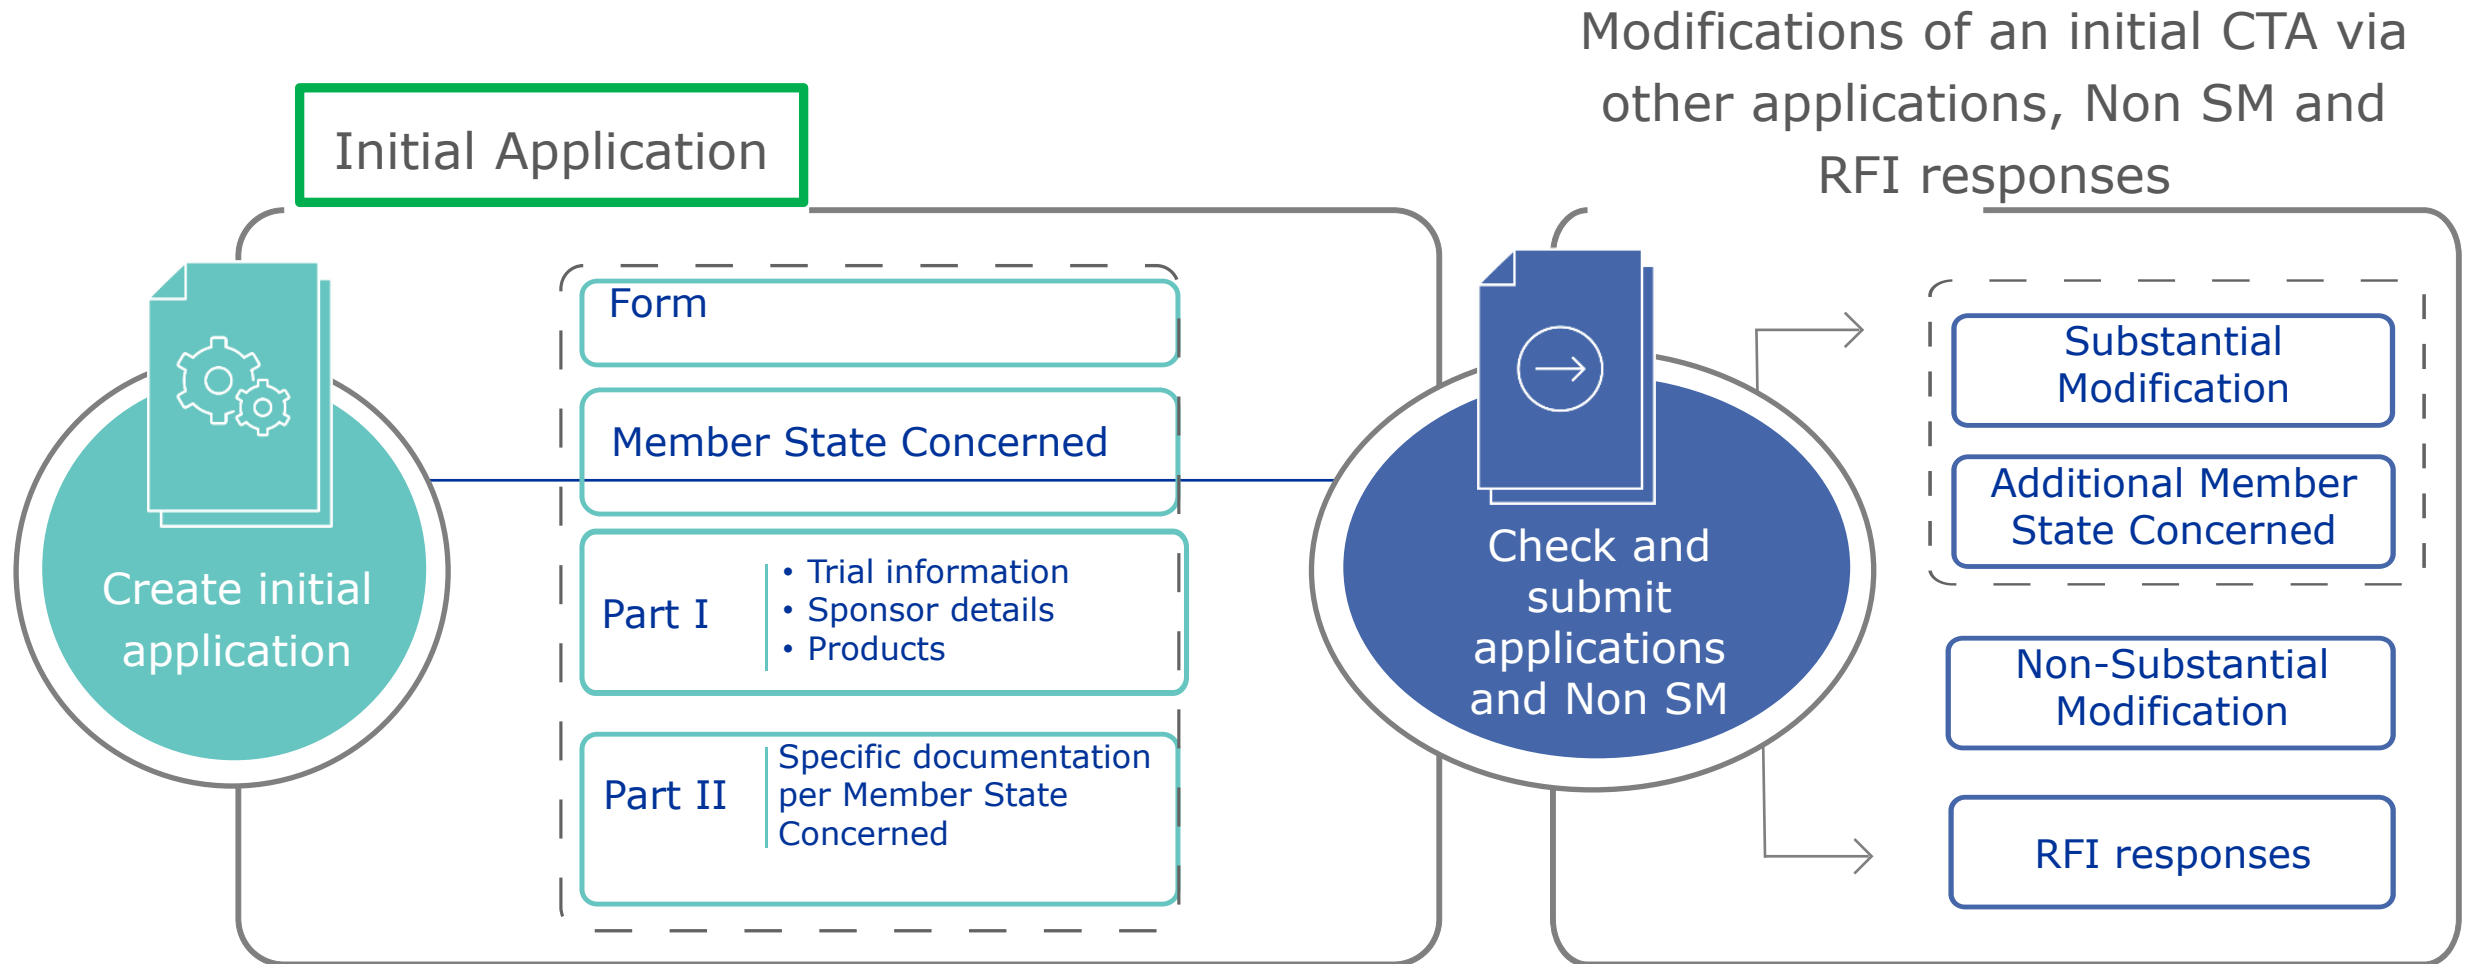 Initial Application
Create initial
application
Form
Member State Concerned
Part I
• Trial information
• Sponsor details
• Products
Part II
Specific documentation
per Member State
Concerned
Modifications of an initial CTA via
other applications, Non SM and
RFI responses
Check and
submit
applications
and Non SM
Substantial
Modification
Additional Member
State Concerned
Non-Substantial
Modification
RFI responses